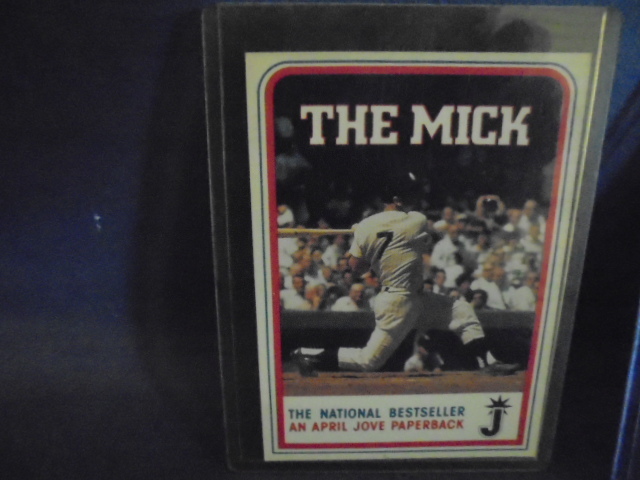 THE MICK
7
THE NATIONAL BESTSELLER
AN APRIL JOVE PAPERBACK
J